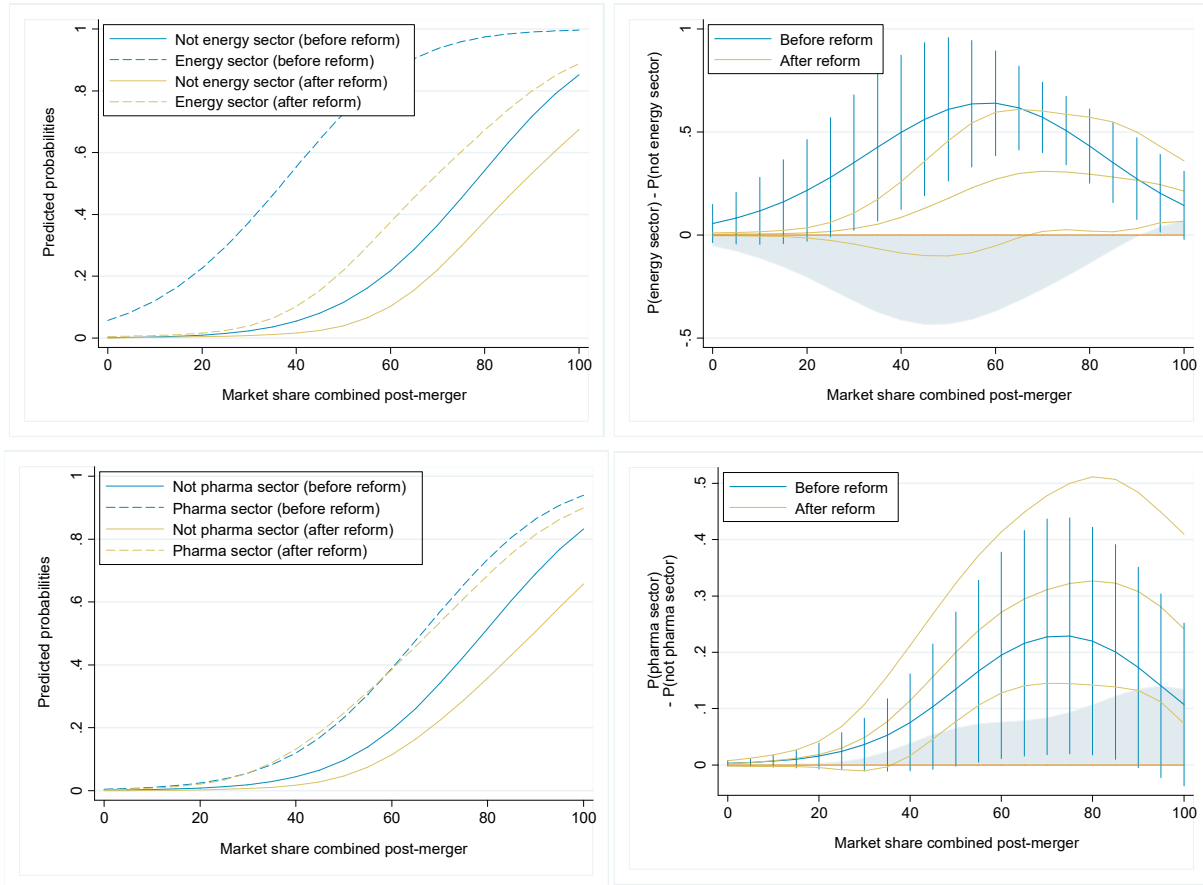 Predicted probabilities
0
.2
.4
.6
.8
1
Not energy sector (before reform)
Energy sector (before reform)
Not energy sector (after reform)
Energy sector (after reform)
0
20
40
60
80
100
Market share combined post-merger
P(energy sector) - P(not energy sector)
-.5
0
.5
1
Before reform
After reform
0
20
40
60
80
100
Market share combined post-merger
Predicted probabilities
0
.2
.4
.6
.8
1
Not pharma sector (before reform)
Pharma sector (before reform)
Not pharma sector (after reform)
Pharma sector (after reform)
0
20
40
60
80
100
Market share combined post-merger
P(pharma sector)
- P(not pharma sector)
0
.1
.2
.3
.4
.5
Before reform
After reform
0
20
40
60
80
100
Market share combined post-merger